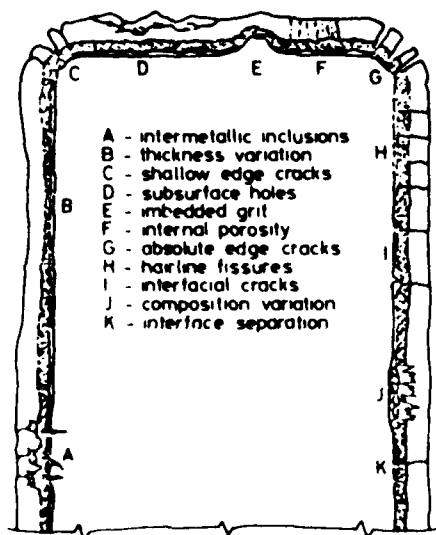 C D E F G
A - intermetallic inclusions
B - thickness variation
C - shallow edge cracks
D - subsurface holes
E - imbedded grit
F - internal porosity
G - absolute edge cracks
H - hairline fissures
I - interfacial cracks
J - composition variation
K - interface separation
H
B
I
J
A
K